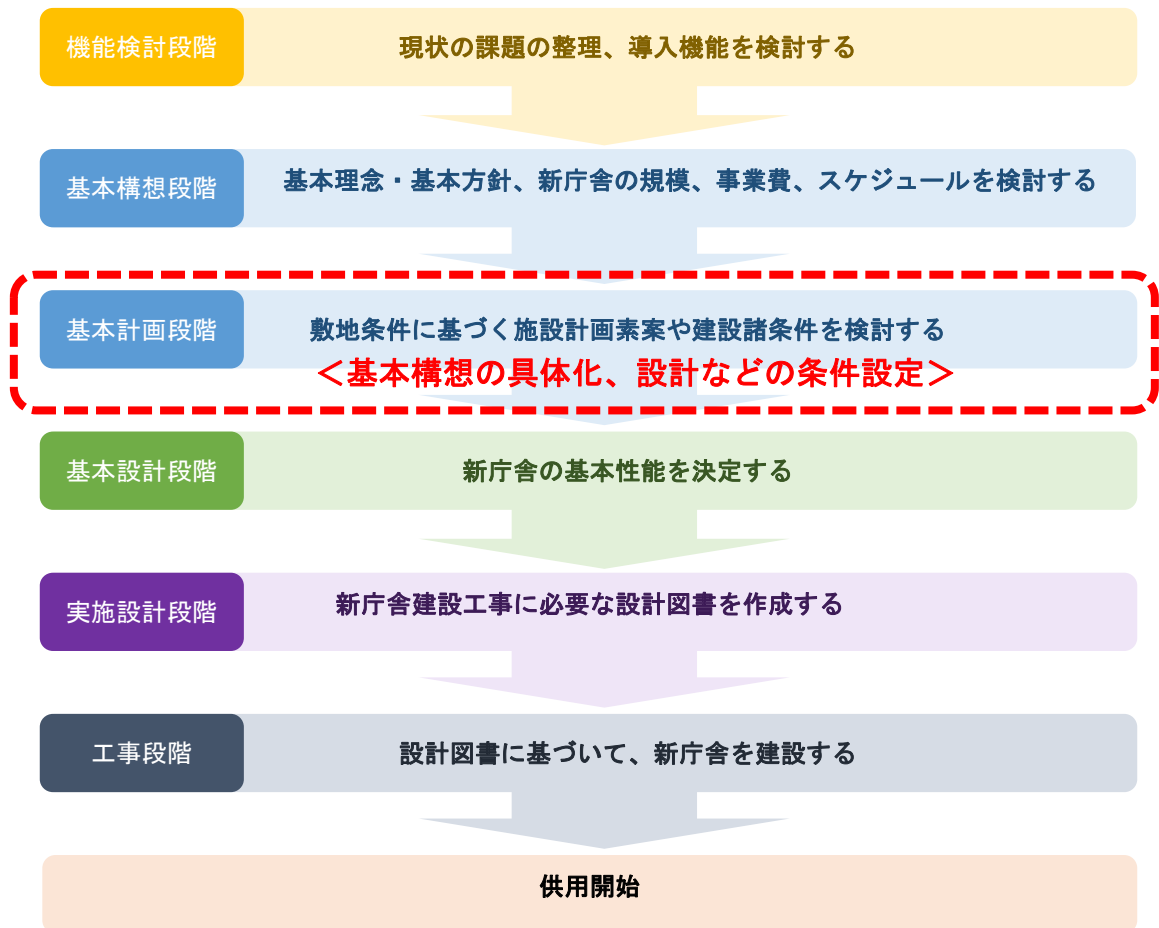 機能検討段階
現状の課題の整理、導入機能を検討する
基本構想段階
基本理念・基本方針、新庁舎の規模、事業費、スケジュールを検討する
基本計画段階
敷地条件に基づく施設計画素案や建設諸条件を検討する
＜基本構想の具体化、設計などの条件設定＞
基本設計段階
新庁舎の基本性能を決定する
実施設計段階
新庁舎建設工事に必要な設計図書を作成する
工事段階
設計図書に基づいて、新庁舎を建設する
供用開始